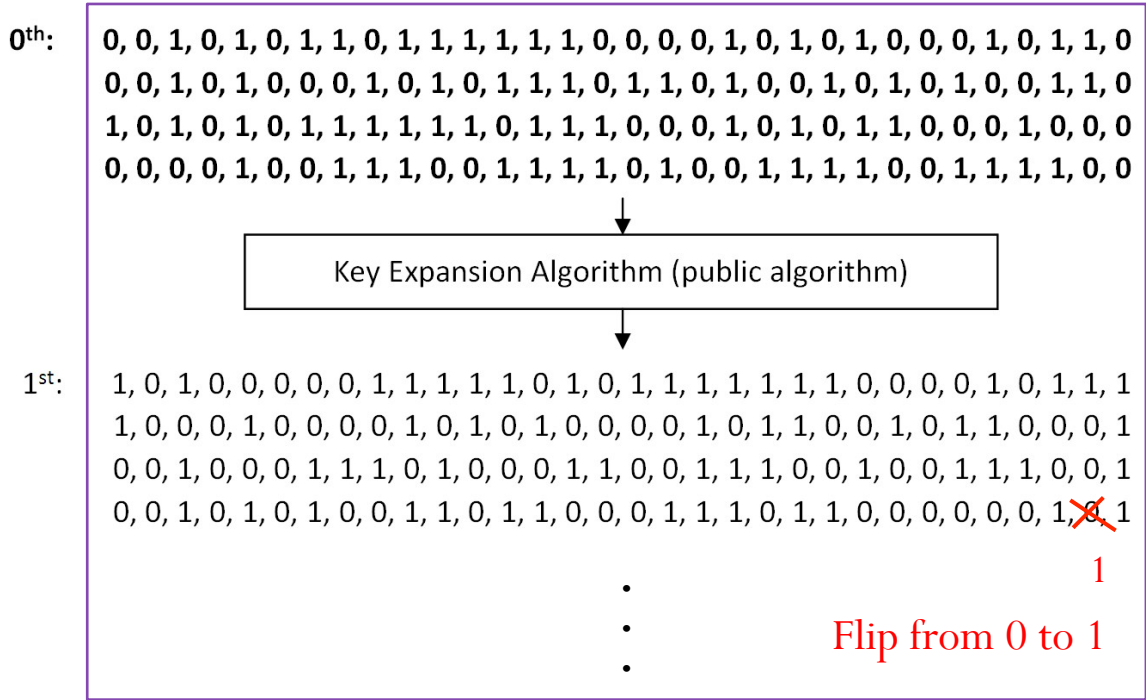 0th: 0, 0, 1, 0, 1, 0, 1, 1, 0, 1, 1, 1, 1, 1, 1, 0, 0, 0, 0, 1, 0, 1, 0, 1, 0, 0, 0, 1, 0, 1, 1, 0
0, 0, 1, 0, 1, 0, 0, 0, 1, 0, 1, 0, 1, 1, 1, 0, 1, 1, 0, 1, 0, 0, 1, 0, 1, 0, 1, 0, 0, 1, 1, 0
1, 0, 1, 0, 1, 0, 1, 1, 1, 1, 1, 1, 0, 1, 1, 1, 0, 0, 0, 1, 0, 1, 0, 1, 1, 0, 0, 0, 1, 0, 0, 0
0, 0, 0, 0, 1, 0, 0, 1, 1, 1, 0, 0, 1, 1, 1, 1, 0, 1, 0, 0, 1, 1, 1, 1, 0, 0, 1, 1, 1, 1, 0, 0
Key Expansion Algorithm (public algorithm)
1st: 1, 0, 1, 0, 0, 0, 0, 0, 1, 1, 1, 1, 1, 0, 1, 0, 1, 1, 1, 1, 1, 1, 1, 0, 0, 0, 0, 1, 0, 1, 1, 1
1, 0, 0, 0, 1, 0, 0, 0, 0, 1, 0, 1, 0, 1, 0, 0, 0, 0, 1, 0, 1, 1, 0, 0, 1, 0, 1, 1, 0, 0, 0, 1
0, 0, 1, 0, 0, 0, 1, 1, 1, 0, 1, 0, 0, 0, 1, 1, 0, 0, 1, 1, 1, 0, 0, 1, 0, 0, 1, 1, 1, 0, 0, 1
0, 0, 1, 0, 1, 0, 1, 0, 0, 1, 1, 0, 1, 1, 0, 0, 0, 1, 1, 1, 0, 1, 1, 0, 0, 0, 0, 0, 0, 1, 0, 1
1
Flip from 0 to 1